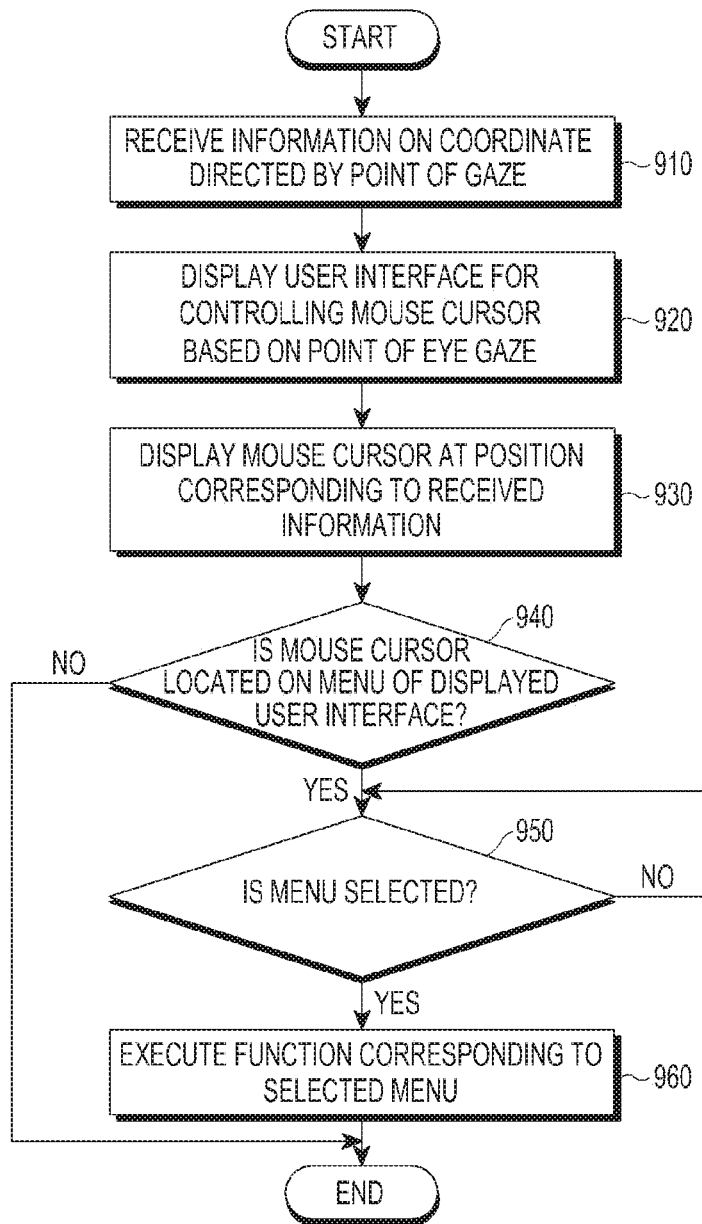 START
RECEIVE INFORMATION ON COORDINATE
DIRECTED BY POINT OF GAZE
910
DISPLAY USER INTERFACE FOR
CONTROLLING MOUSE CURSOR
BASED ON POINT OF EYE GAZE
920
DISPLAY MOUSE CURSOR AT POSITION
CORRESPONDING TO RECEIVED
INFORMATION
930
940
NO
IS MOUSE CURSOR
LOCATED ON MENU OF DISPLAYED
USER INTERFACE?
YES
950
IS MENU SELECTED?
NO
YES
EXECUTE FUNCTION CORRESPONDING TO
SELECTED MENU
960
END